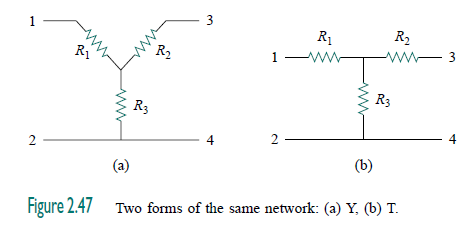 1 3
R1 R2
R3
2 4
(a)
R1 R2
1 3
R3
2 4
(b)
Figure 2.47 Two forms of the same network: (a) Y, (b) T.